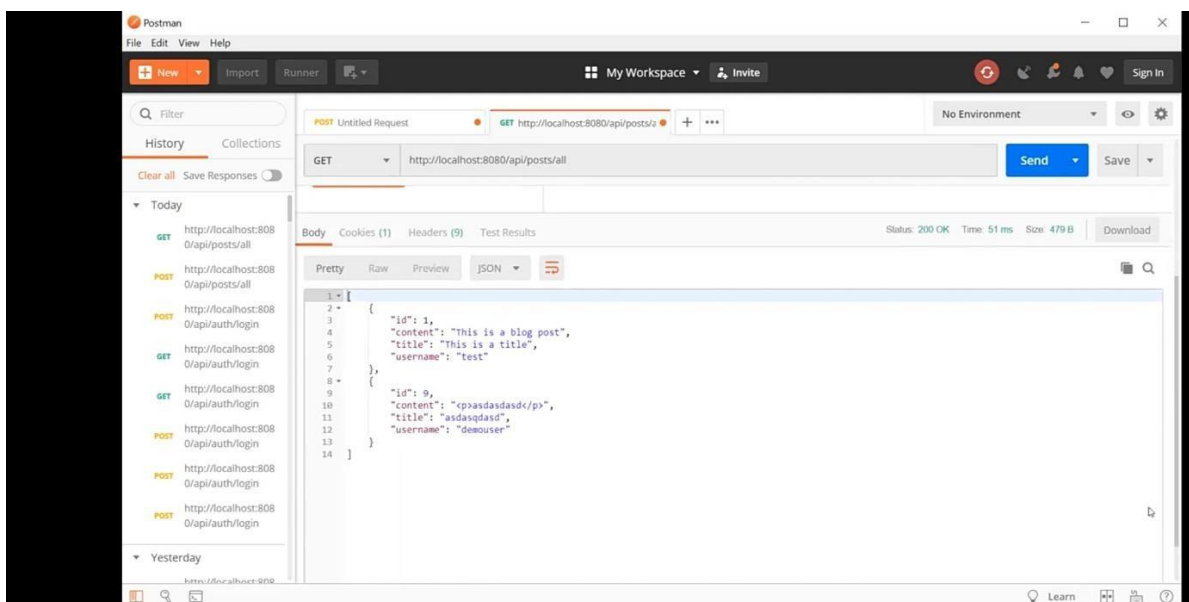 Postman
File Edit View Help
New Import Runner My Workspace Invite Sign In
Filter
History Collections
Clear all Save Responses
Today
GET http://localhost:808
0/api/posts/all
POST http://localhost:808
0/api/posts/all
POST http://localhost:808
0/api/auth/login
GET http://localhost:808
0/api/auth/login
GET http://localhost:808
0/api/auth/login
POST http://localhost:808
0/api/auth/login
POST http://localhost:808
0/api/auth/login
POST http://localhost:808
0/api/auth/login
Yesterday
http://localhost:808
POST Untitled Request GET http://localhost:8080/api/posts/a No Environment
GET http://localhost:8080/api/posts/all Send Save
Body Cookies (1) Headers (9) Test Results Status: 200 OK Time: 51 ms Size: 479 B Download
Pretty Raw Preview JSON
1 [
2 {
3 "id": 1,
4 "content": "This is a blog post",
5 "title": "This is a title",
6 "username": "test"
7 },
8 {
9 "id": 9,
10 "content": "<p>asdasdasd</p>",
11 "title": "asdasqdasd",
12 "username": "demouser"
13 }
14 ]
Learn